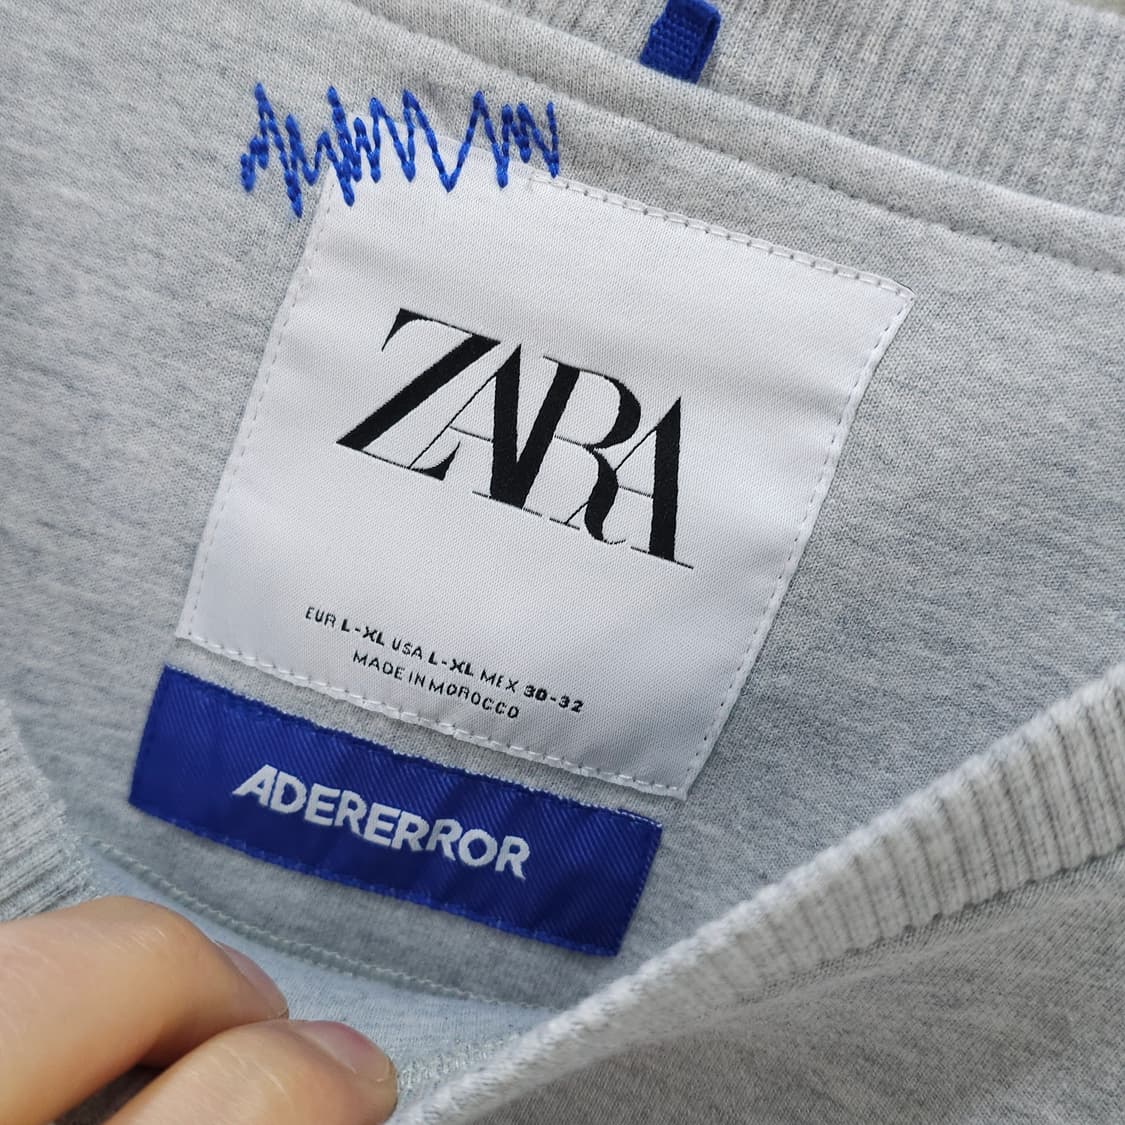 ZARA
EUR L-XL USA L-XL MEX 30-32
MADE IN MOROCCO
ADERERROR